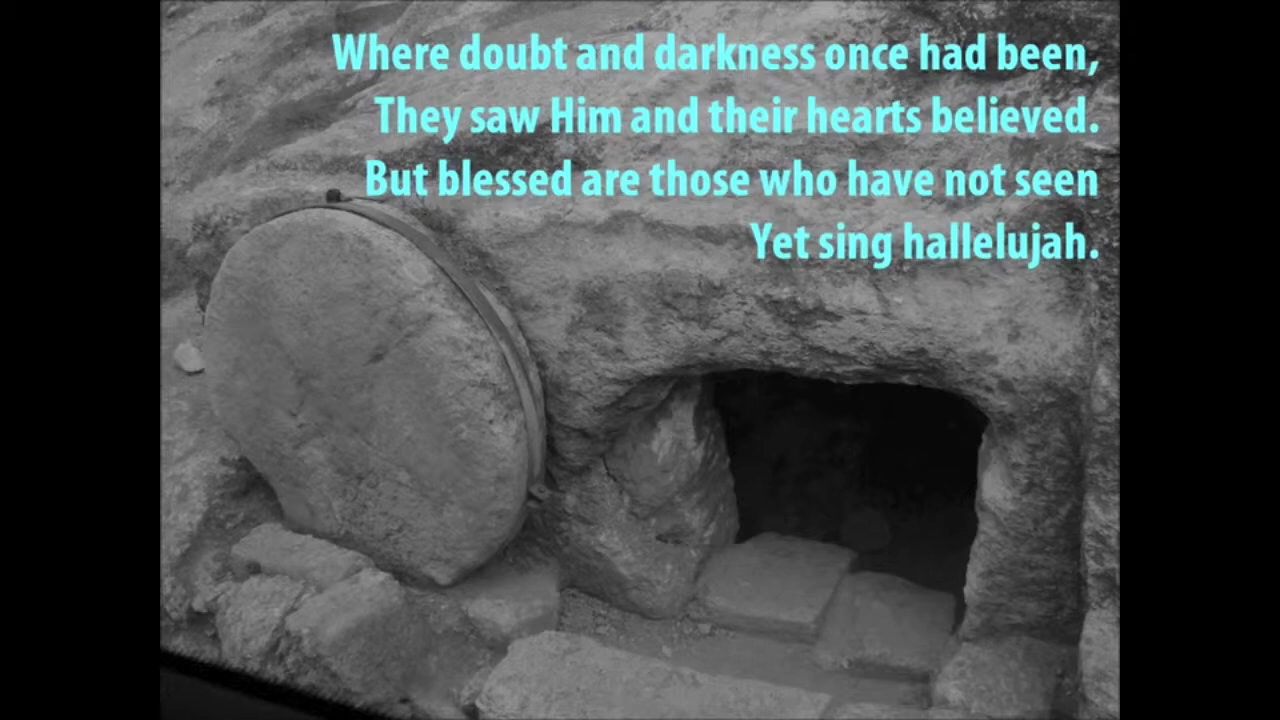 Where doubt and darkness once had been,
They saw Him and their hearts believed.
But blessed are those who have not seen
Yet sing hallelujah.